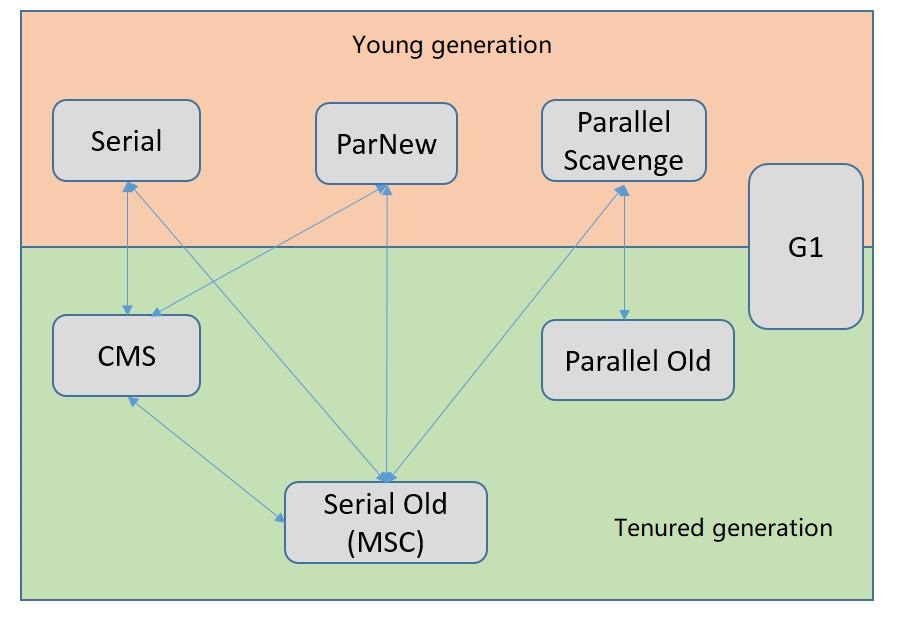 Young generation
Serial
ParNew
Parallel
Scavenge
G1
CMS
Parallel Old
Serial Old
(MSC)
Tenured generation